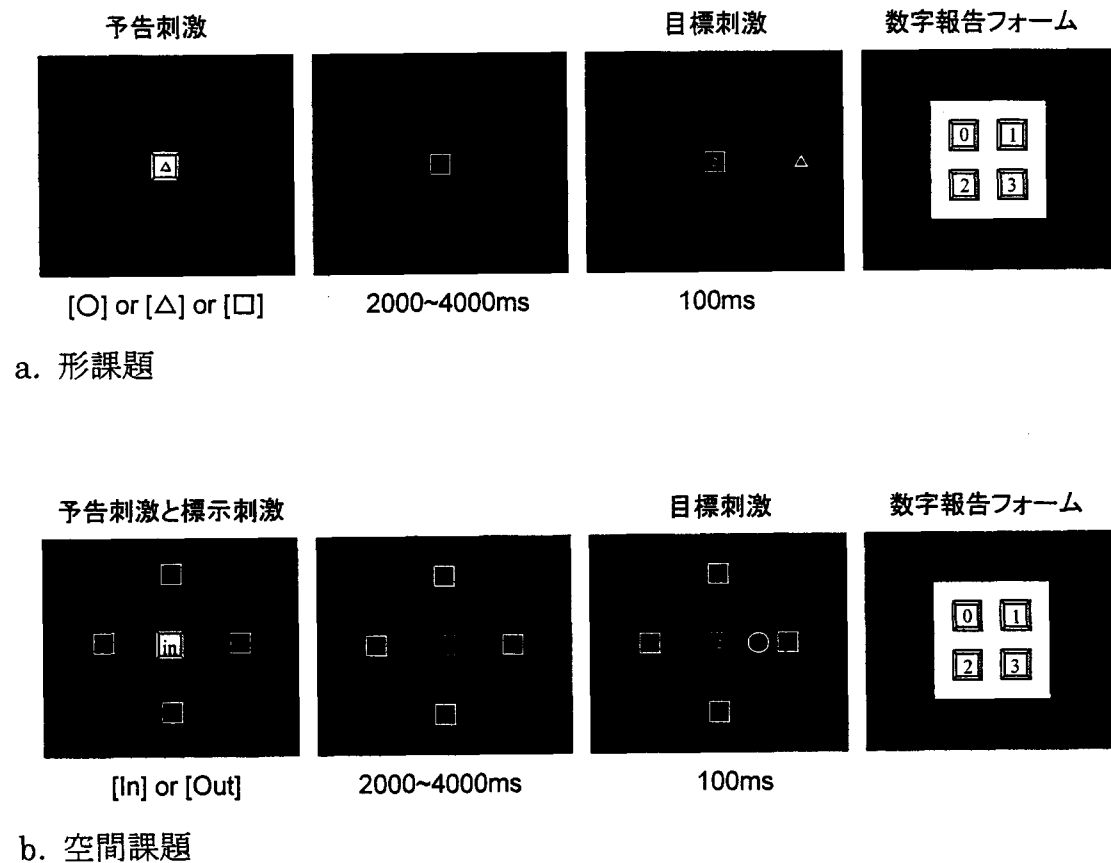 予告刺激
目標刺激
数字報告フォーム
0 1
2 3
[○] or [△] or [□]
2000~4000ms
100ms
a. 形課題
予告刺激と標示刺激
目標刺激
数字報告フォーム
in
0 1
2 3
[In] or [Out]
2000~4000ms
100ms
b. 空間課題